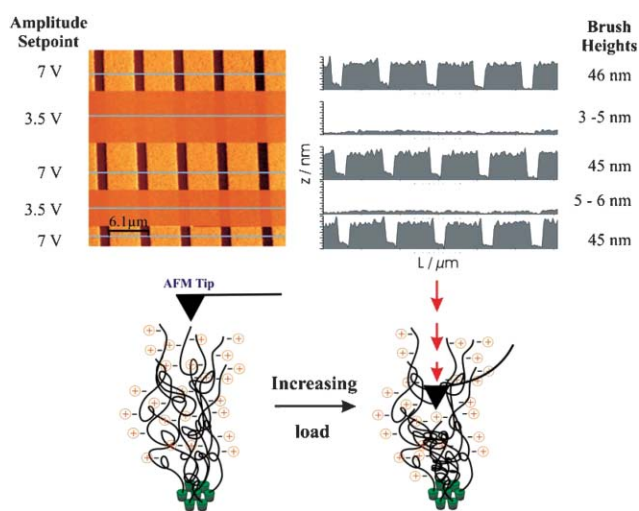 Amplitude
Setpoint
7 V
3.5 V
7 V
3.5 V
7 V
6.1μm
z / nm
L / μm
Brush
Heights
46 nm
3 -5 nm
45 nm
5 - 6 nm
45 nm
AFM Tip
Increasing
load